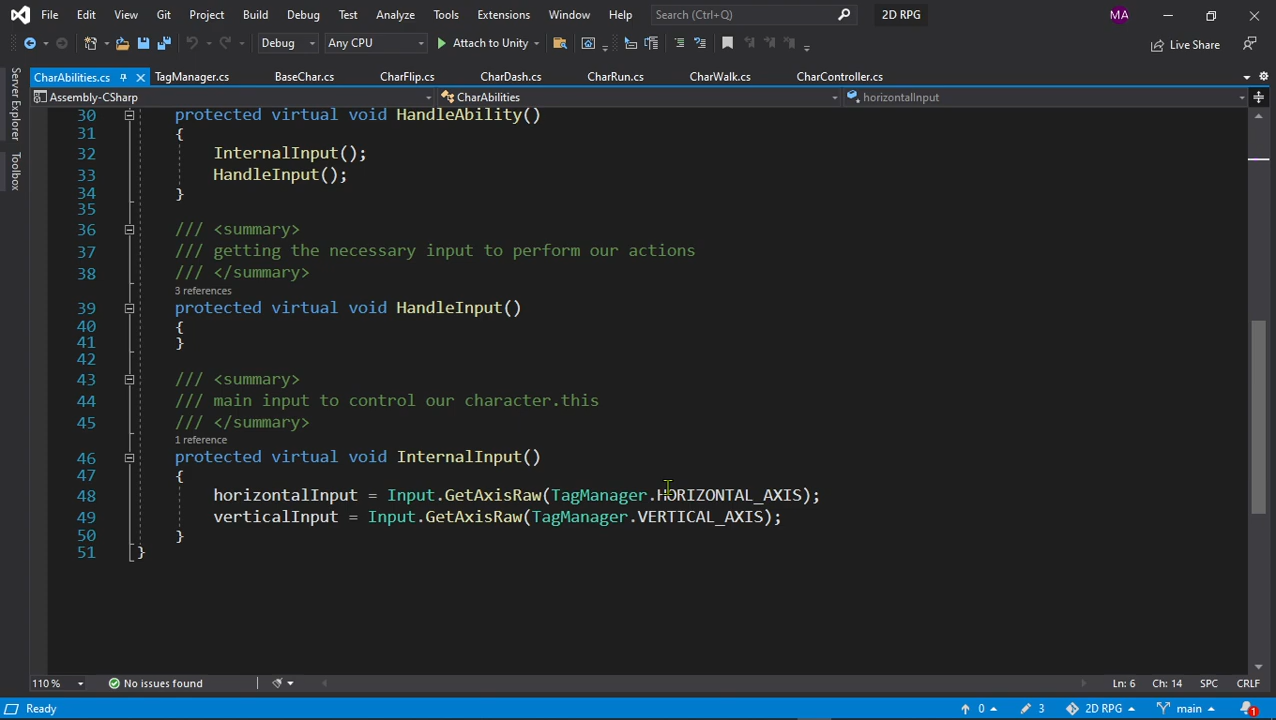 File Edit View Git Project Build Debug Test Analyze Tools Extensions Window Help Search (Ctrl+Q) 2D RPG MA
Debug Any CPU Attach to Unity Live Share
CharAbilities.cs TagManager.cs BaseChar.cs CharFlip.cs CharDash.cs CharRun.cs CharWalk.cs CharController.cs
Assembly-CSharp CharAbilities horizontalInput
Server Explorer
Toolbox
30 protected virtual void HandleAbility()
31 {
32 InternalInput();
33 HandleInput();
34 }
35
36 /// <summary>
37 /// getting the necessary input to perform our actions
38 /// </summary>
3 references
39 protected virtual void HandleInput()
40 {
41 }
42
43 /// <summary>
44 /// main input to control our character.this
45 /// </summary>
1 reference
46 protected virtual void InternalInput()
47 {
48 horizontalInput = Input.GetAxisRaw(TagManager.HORIZONTAL_AXIS);
49 verticalInput = Input.GetAxisRaw(TagManager.VERTICAL_AXIS);
50 }
51 }
110 % No issues found Ln: 6 Ch: 14 SPC CRLF
Ready 0 3 2D RPG main 1